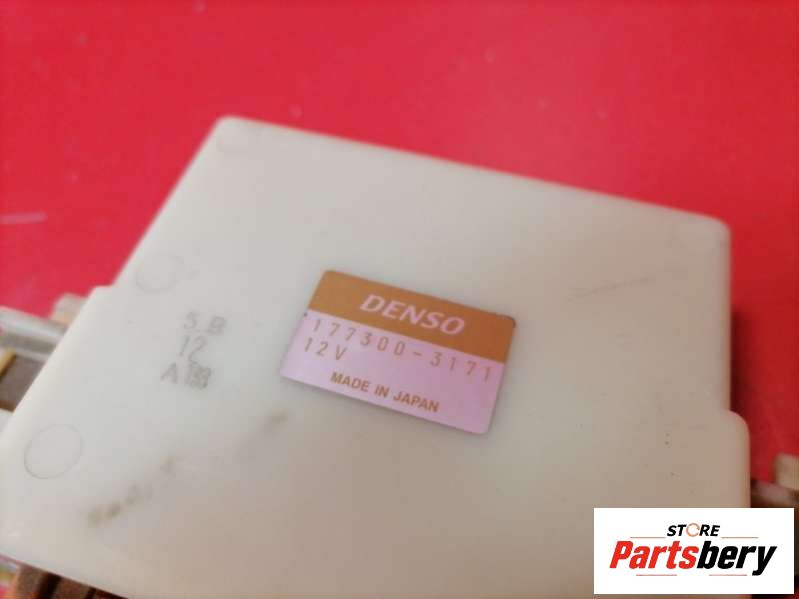 DENSO
177300-3171
12V
MADE IN JAPAN
5 B
12
STORE
Partsbery